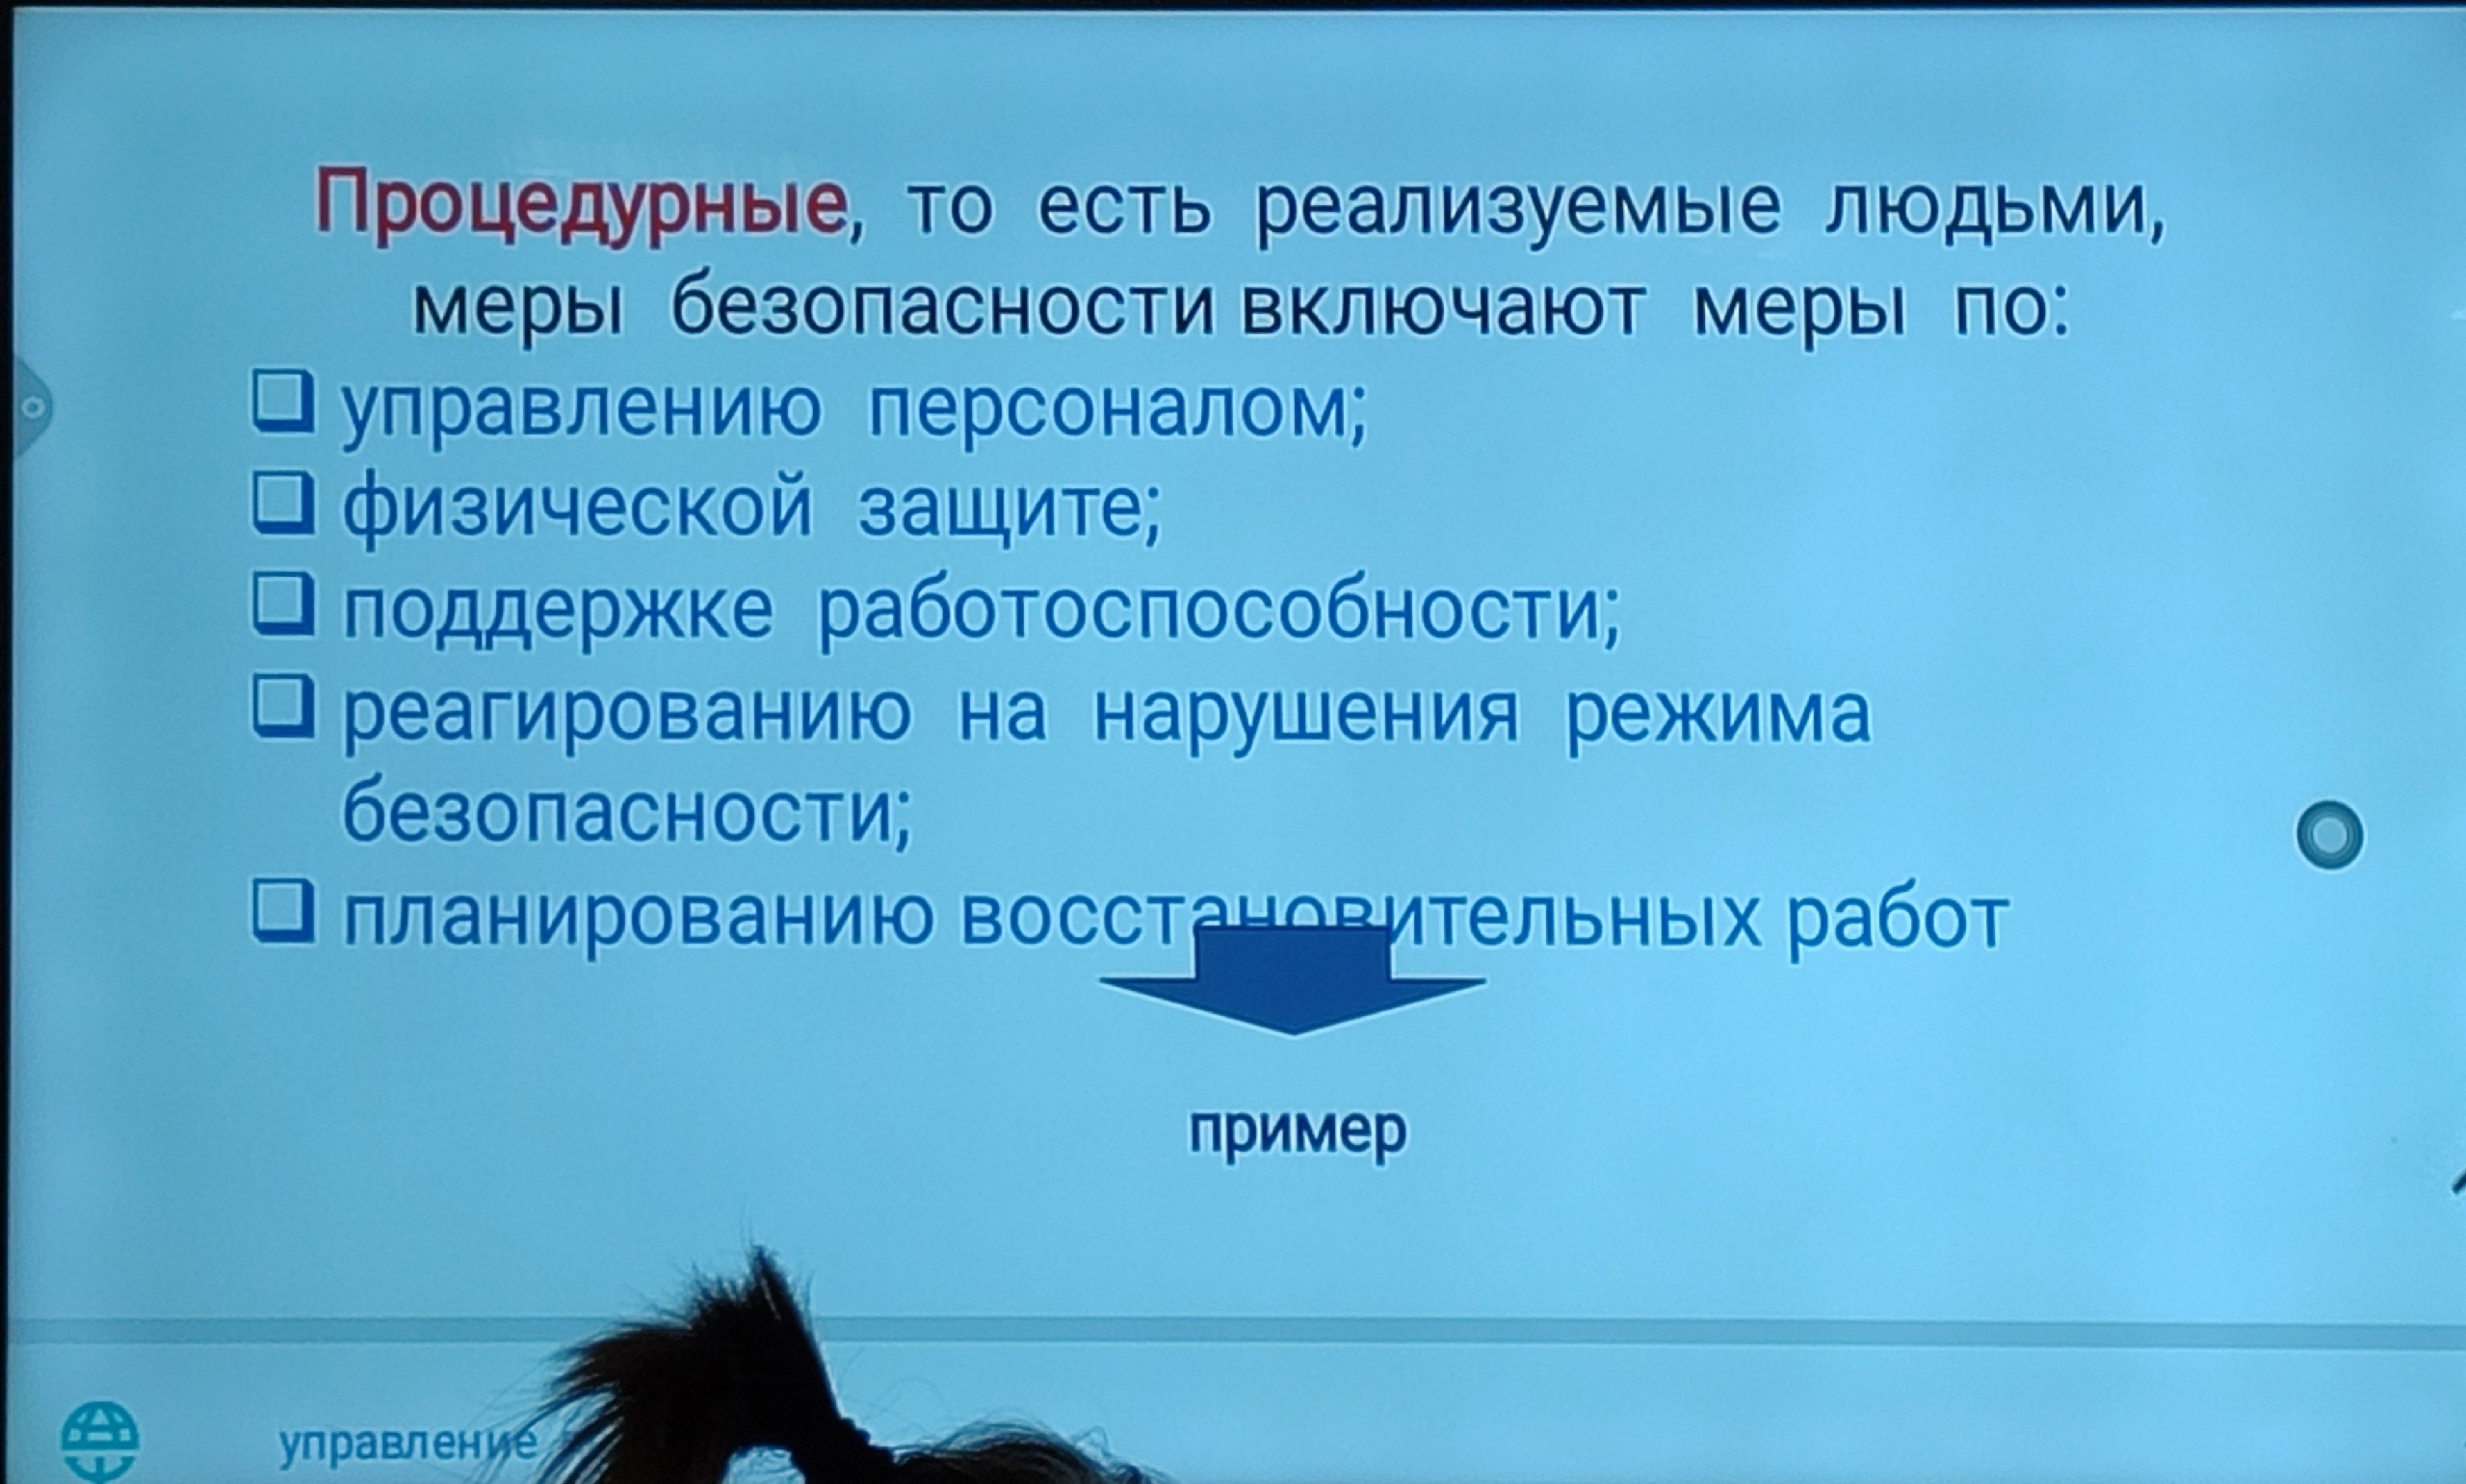 Процедурные, то есть реализуемые людьми,
меры безопасности включают меры по:
управлению персоналом;
физической защите;
поддержке работоспособности;
реагированию на нарушения режима
безопасности;
планированию восстановительных работ
пример
управление